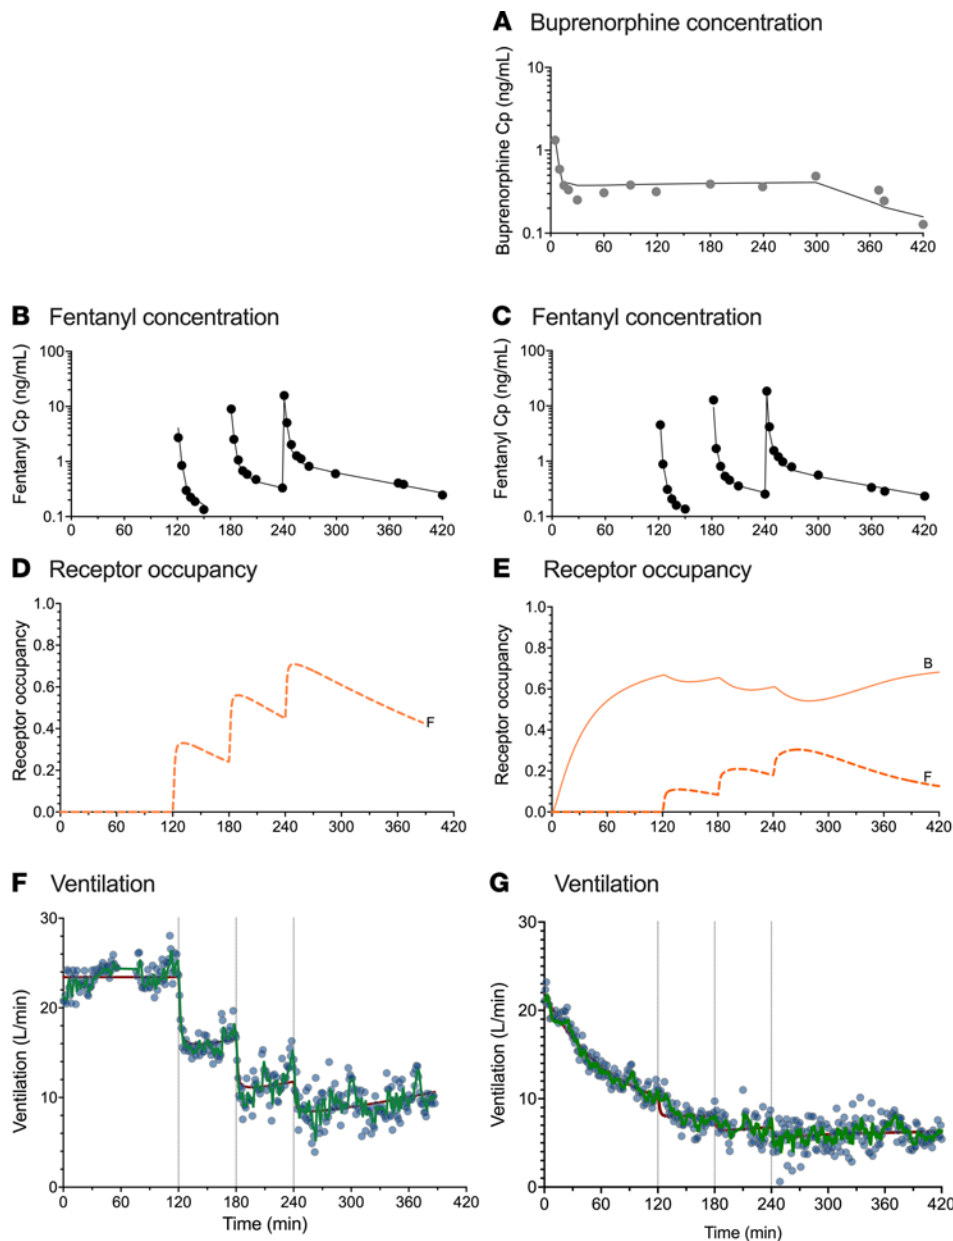 A Buprenorphine concentration
Buprenorphine Cp (ng/mL)
10
1
0.1
0 60 120 180 240 300 360 420
B Fentanyl concentration
Fentanyl Cp (ng/mL)
100
10
1
0.1
0 60 120 180 240 300 360 420
C Fentanyl concentration
Fentanyl Cp (ng/mL)
100
10
1
0.1
0 60 120 180 240 300 360 420
D Receptor occupancy
Receptor occupancy
1.0
0.8
0.6
0.4
0.2
0.0
F
0 60 120 180 240 300 360 420
E Receptor occupancy
Receptor occupancy
1.0
0.8
0.6
0.4
0.2
0.0
B
F
0 60 120 180 240 300 360 420
F Ventilation
Ventilation (L/min)
30
20
10
0
0 60 120 180 240 300 360 420
Time (min)
G Ventilation
Ventilation (L/min)
30
20
10
0
0 60 120 180 240 300 360 420
Time (min)